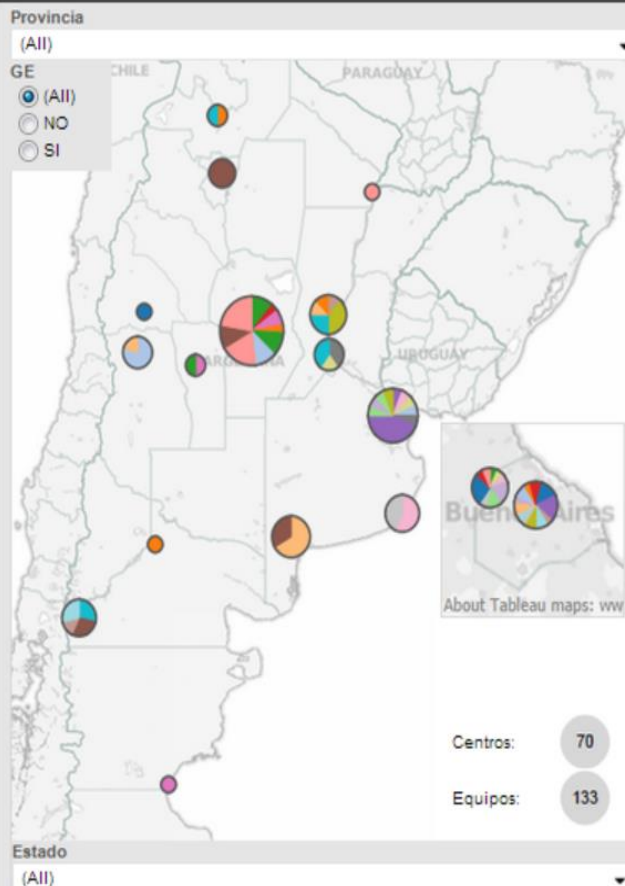 Provincia
(All)
GE
(All)
NO
SI
CHILE
PARAGUAY
ARGENTINA
URUGUAY
Buenos Aires
About Tableau maps: ww
Centros:
70
Equipos:
133
Estado
(All)